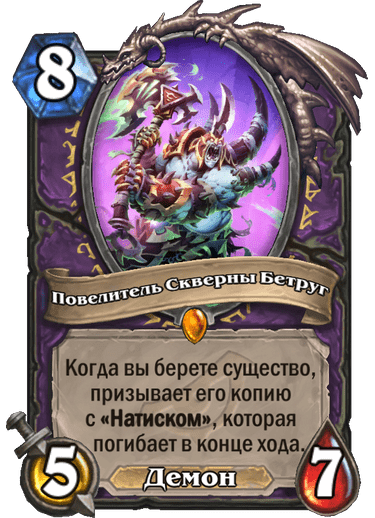 8
Повелитель Скверны Бетруг
Когда вы берете существо,
призывает его копию
с «Натиском», которая
погибает в конце хода.
5
Демон
7